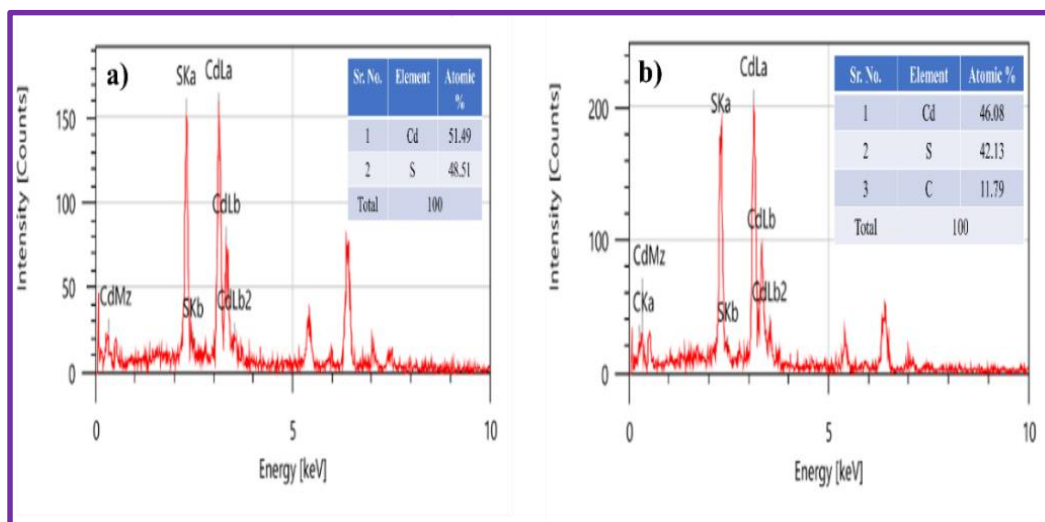 a)
SKa
CdLa
CdLb
CdMz
SKb
CdLb2
Intensity [Counts]
150
100
50
0
0
5
10
Energy [keV]
Sr. No. Element Atomic
%
1 Cd 51.49
2 S 48.51
Total 100
b)
CdLa
SKa
CdLb
CdMz
CKa
SKb
CdLb2
Intensity [Counts]
200
100
0
0
5
10
Energy [keV]
Sr. No. Element Atomic %
1 Cd 46.08
2 S 42.13
3 C 11.79
Total 100